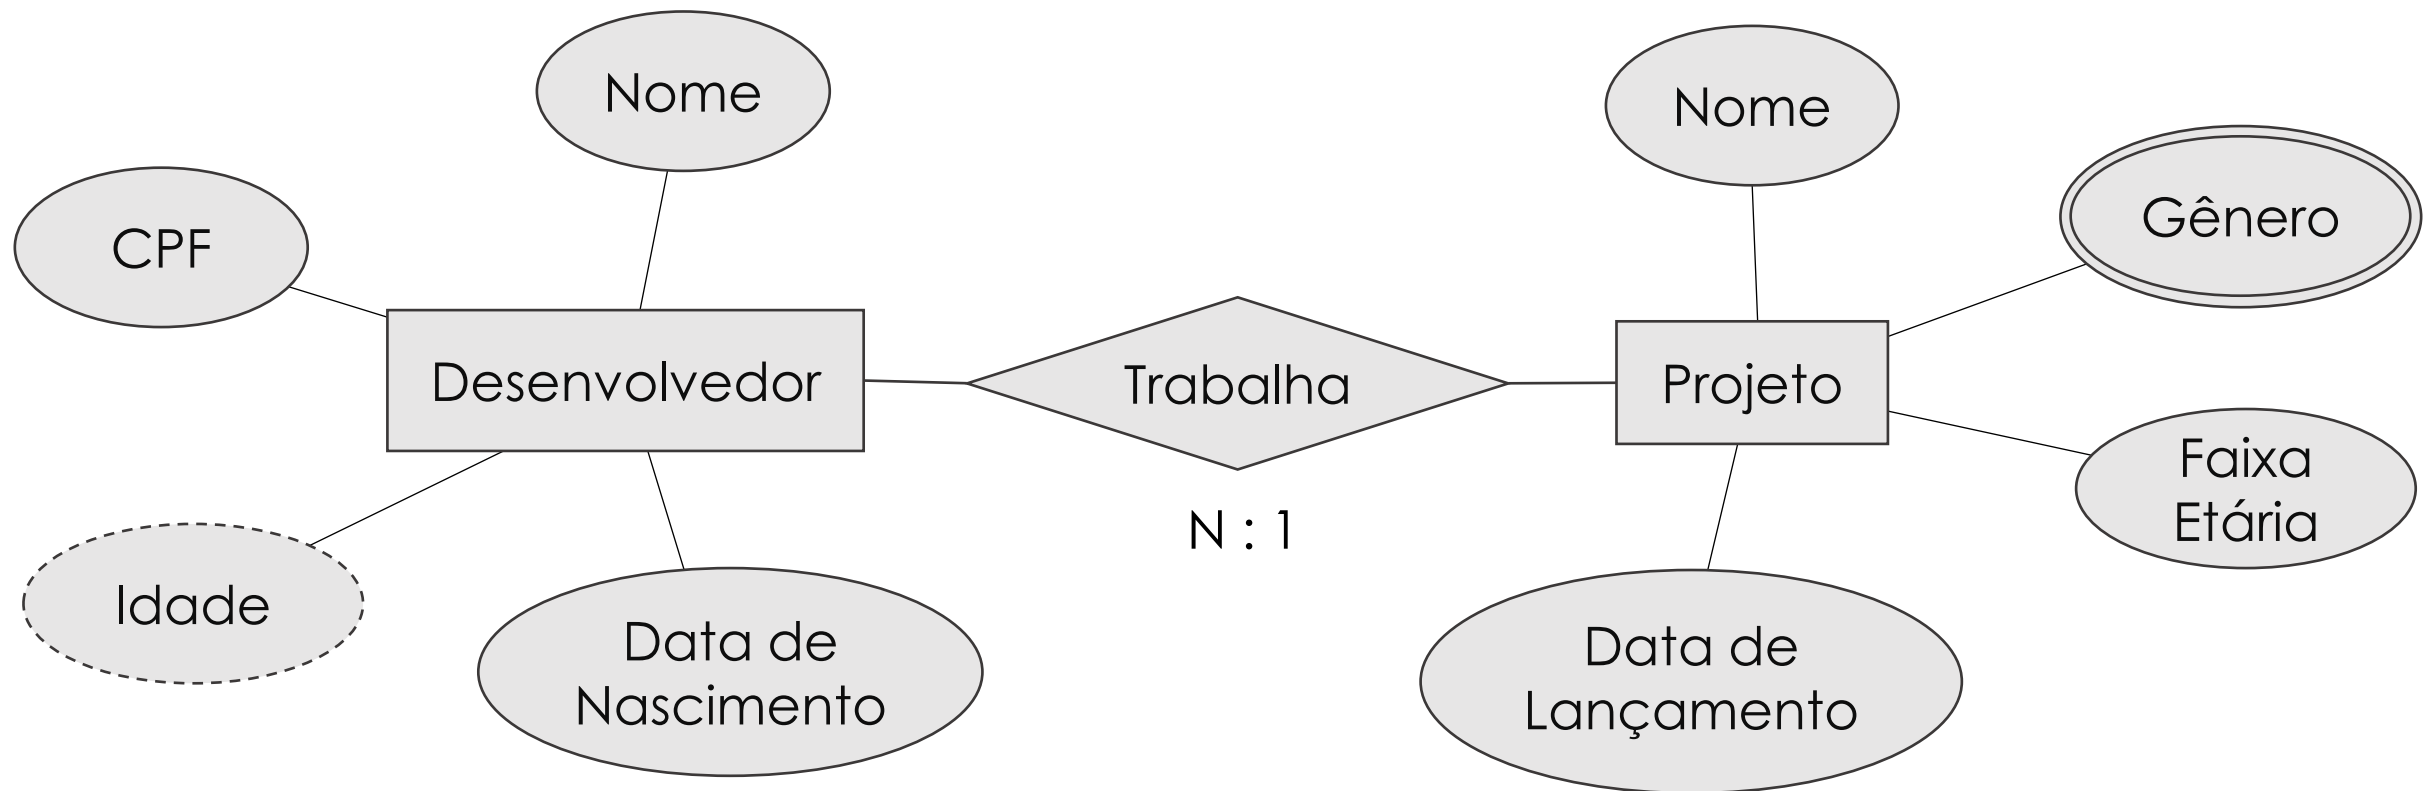 Nome
Nome
CPF
Gênero
Desenvolvedor
Trabalha
Projeto
Faixa
Etária
N : 1
Idade
Data de
Nascimento
Data de
Lançamento